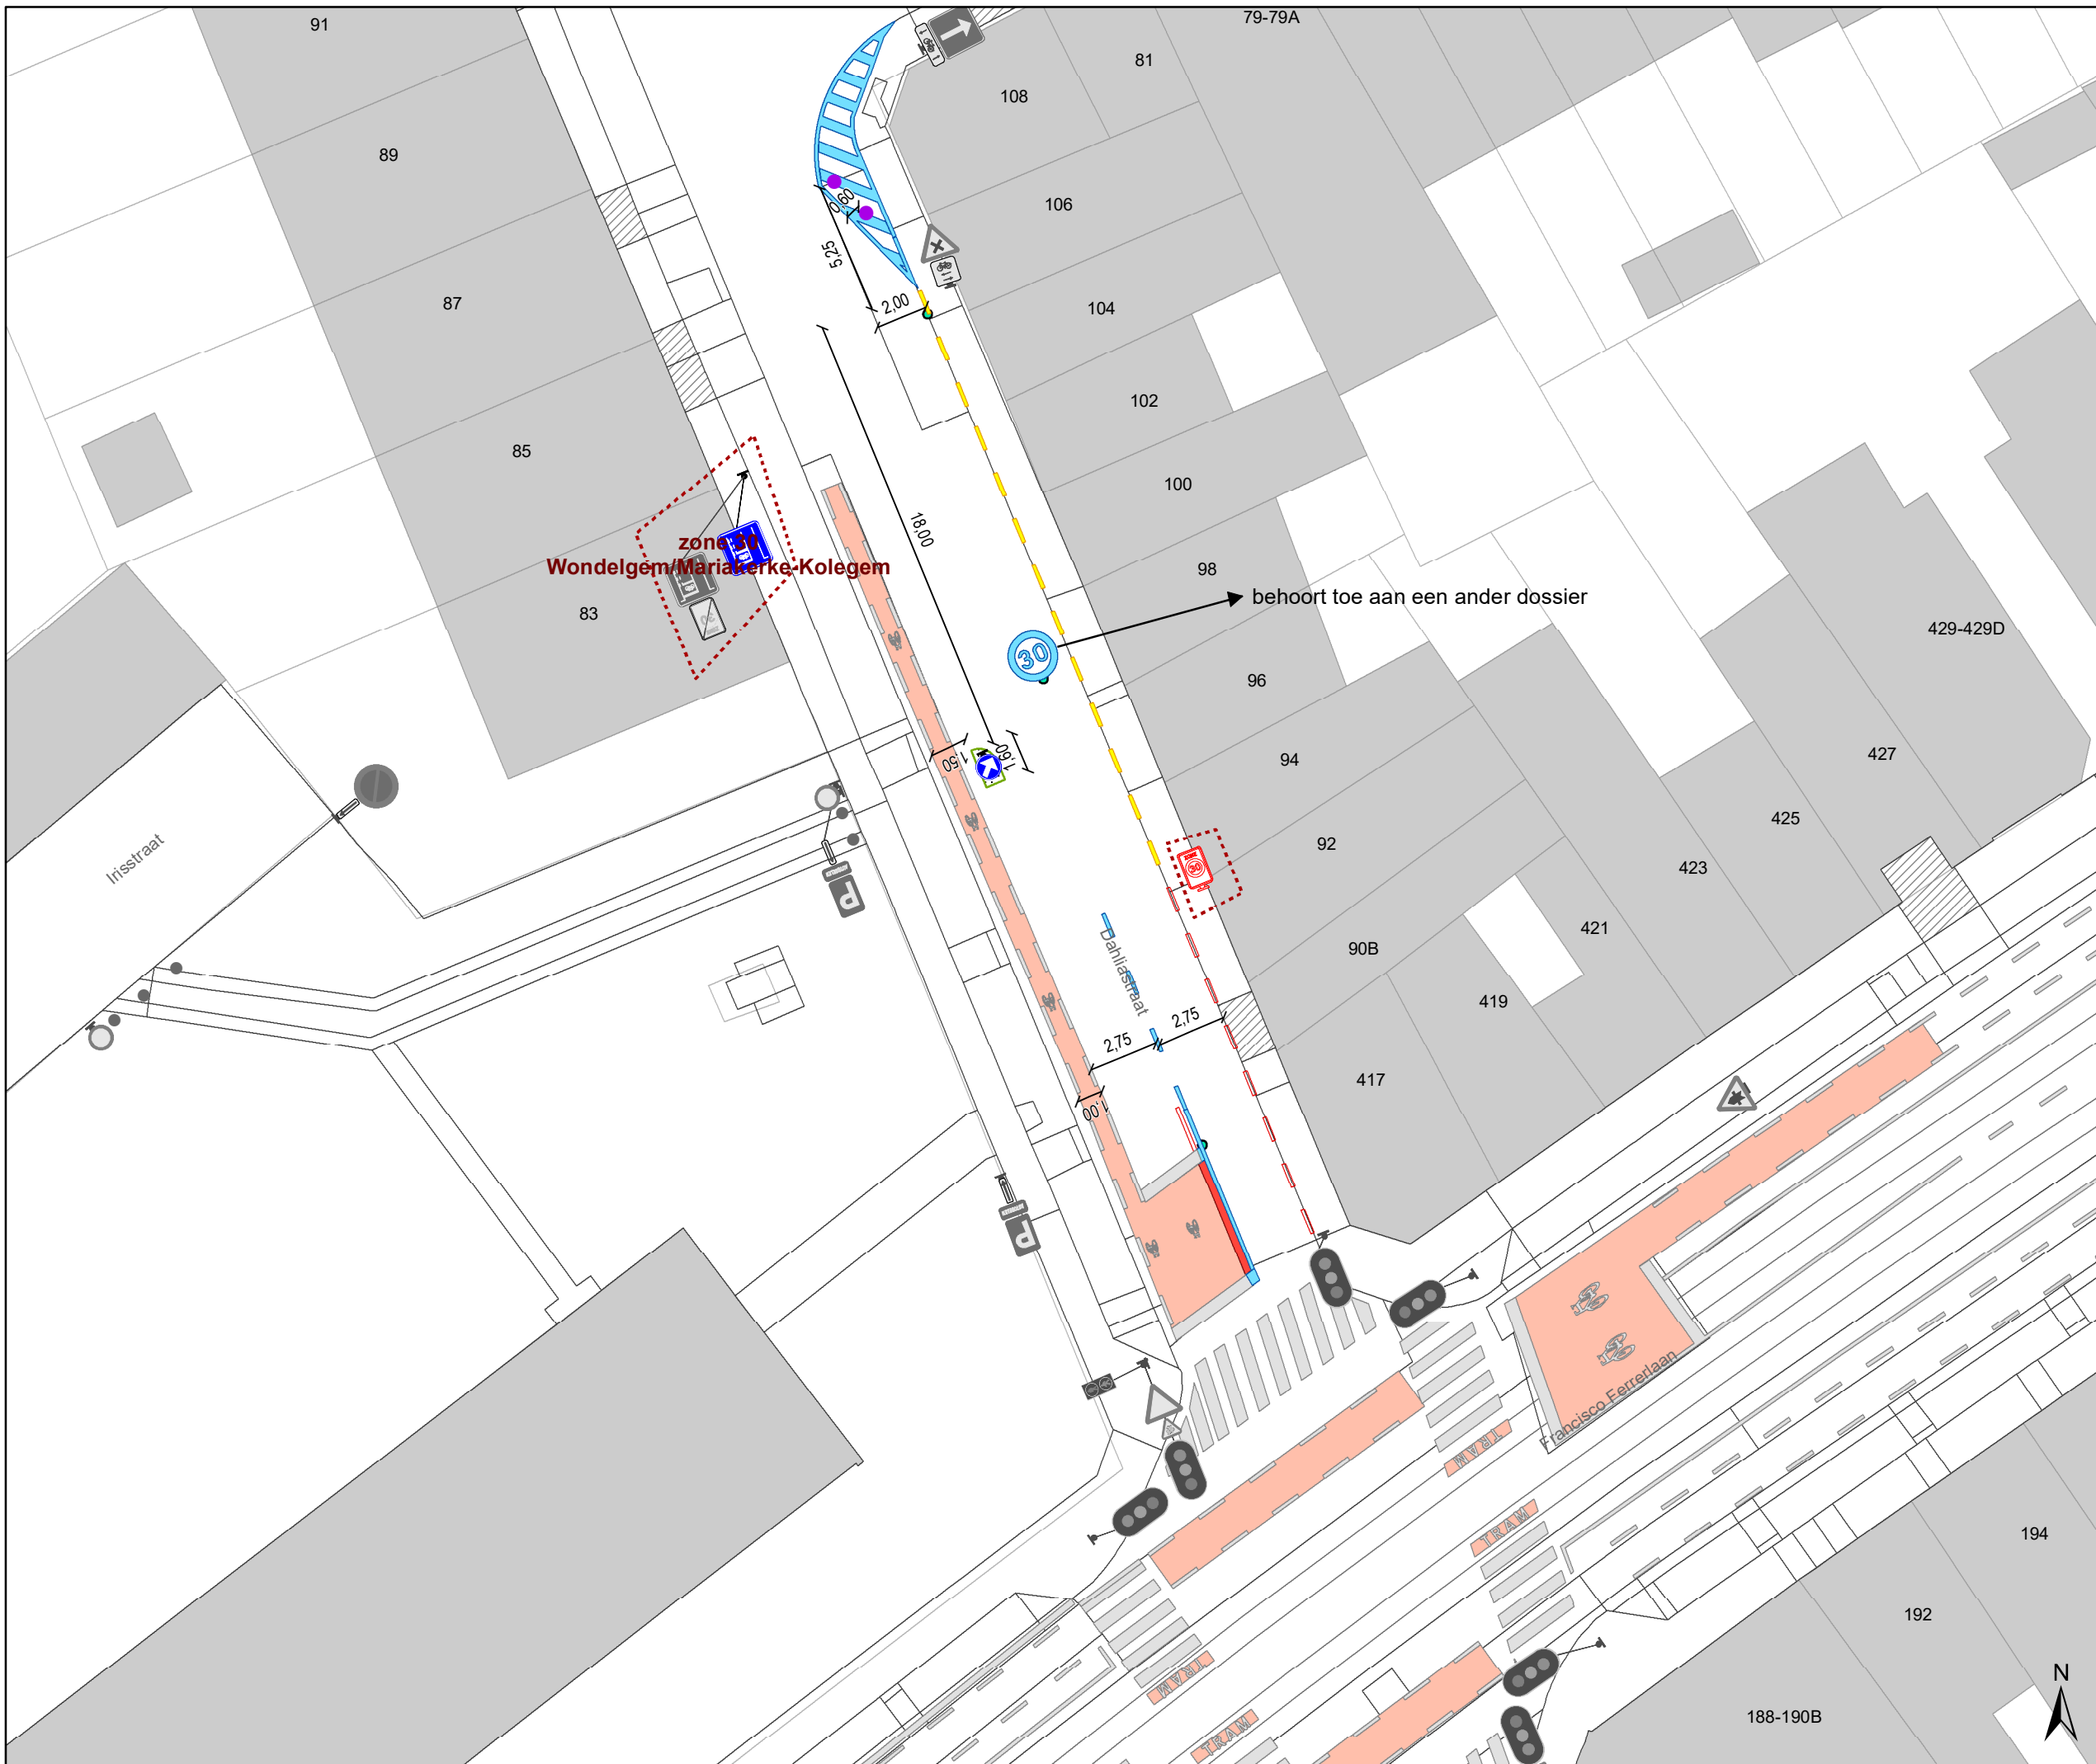 91
79-79A
81
108
89
106
0,60
5,25
2,00
87
104
102
85
100
18,00
zone 30
Wondelgem/Mariakerke-Kolegem
98
behoort toe aan een ander dossier
83
429-429D
30
96
1,50
1,60
94
427
Irisstraat
425
92
ZONE
30
423
P
421
90B
Dahliastraat
419
2,75
2,75
417
1,00
P
Francisco Ferrerlaan
TRAM
TRAM
194
192
TRAM
TRAM
188-190B
N